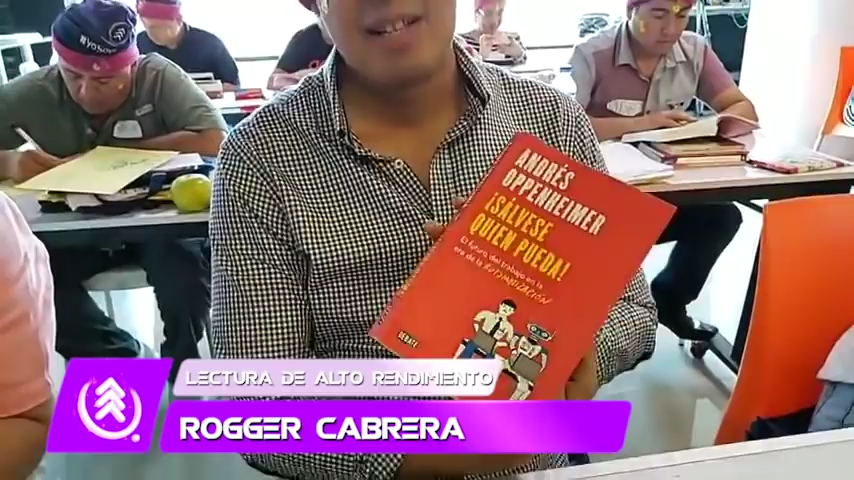 #YoSoy
ANDRÉS
OPPENHEIMER
¡SÁLVESE
QUIEN PUEDA!
El futuro del trabajo en la
era de la AUTOMATIZACIÓN
DEBATE
LECTURA DE ALTO RENDIMIENTO
ROGGER CABRERA